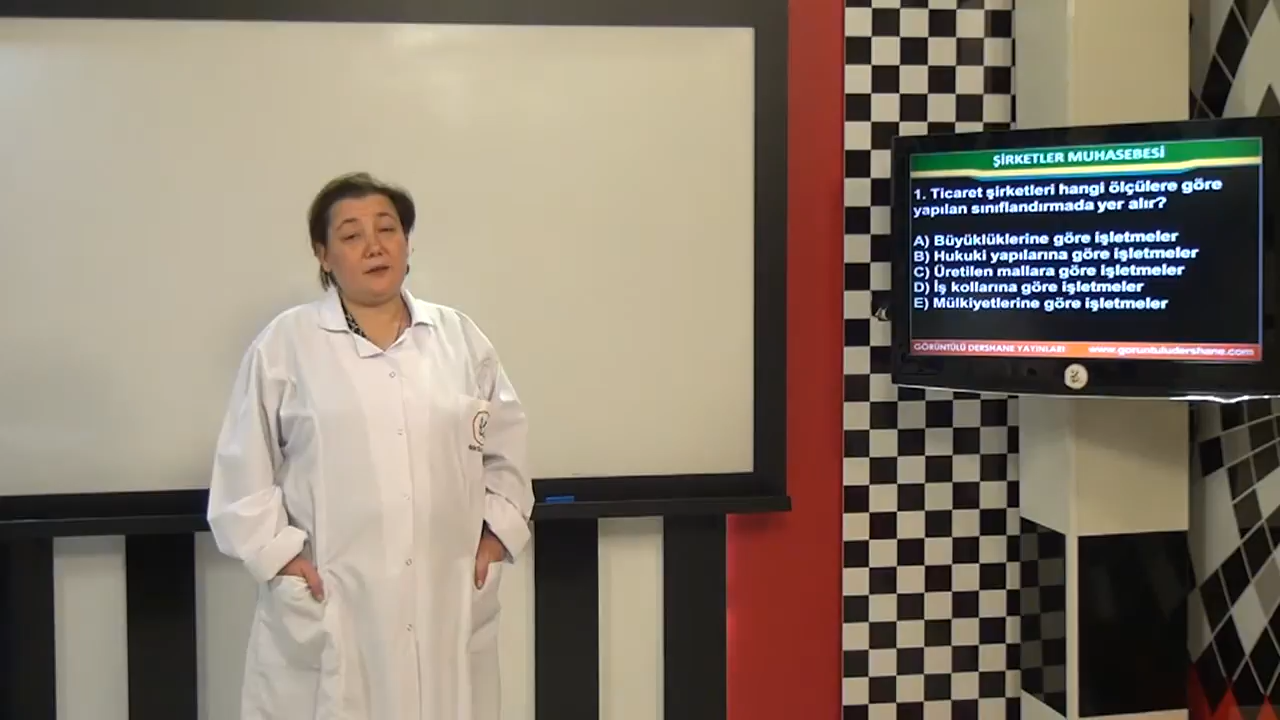 ŞİRKETLER MUHASEBESİ
1. Ticaret şirketleri hangi ölçülere göre
yapılan sınıflandırmada yer alır?
A) Büyüklüklerine göre işletmeler
B) Hukuki yapılarına göre işletmeler
C) Üretilen mallara göre işletmeler
D) İş kollarına göre işletmeler
E) Mülkiyetlerine göre işletmeler
GÖRÜNTÜLÜ DERSHANE YAYINLARI www.goruntuludershane.com